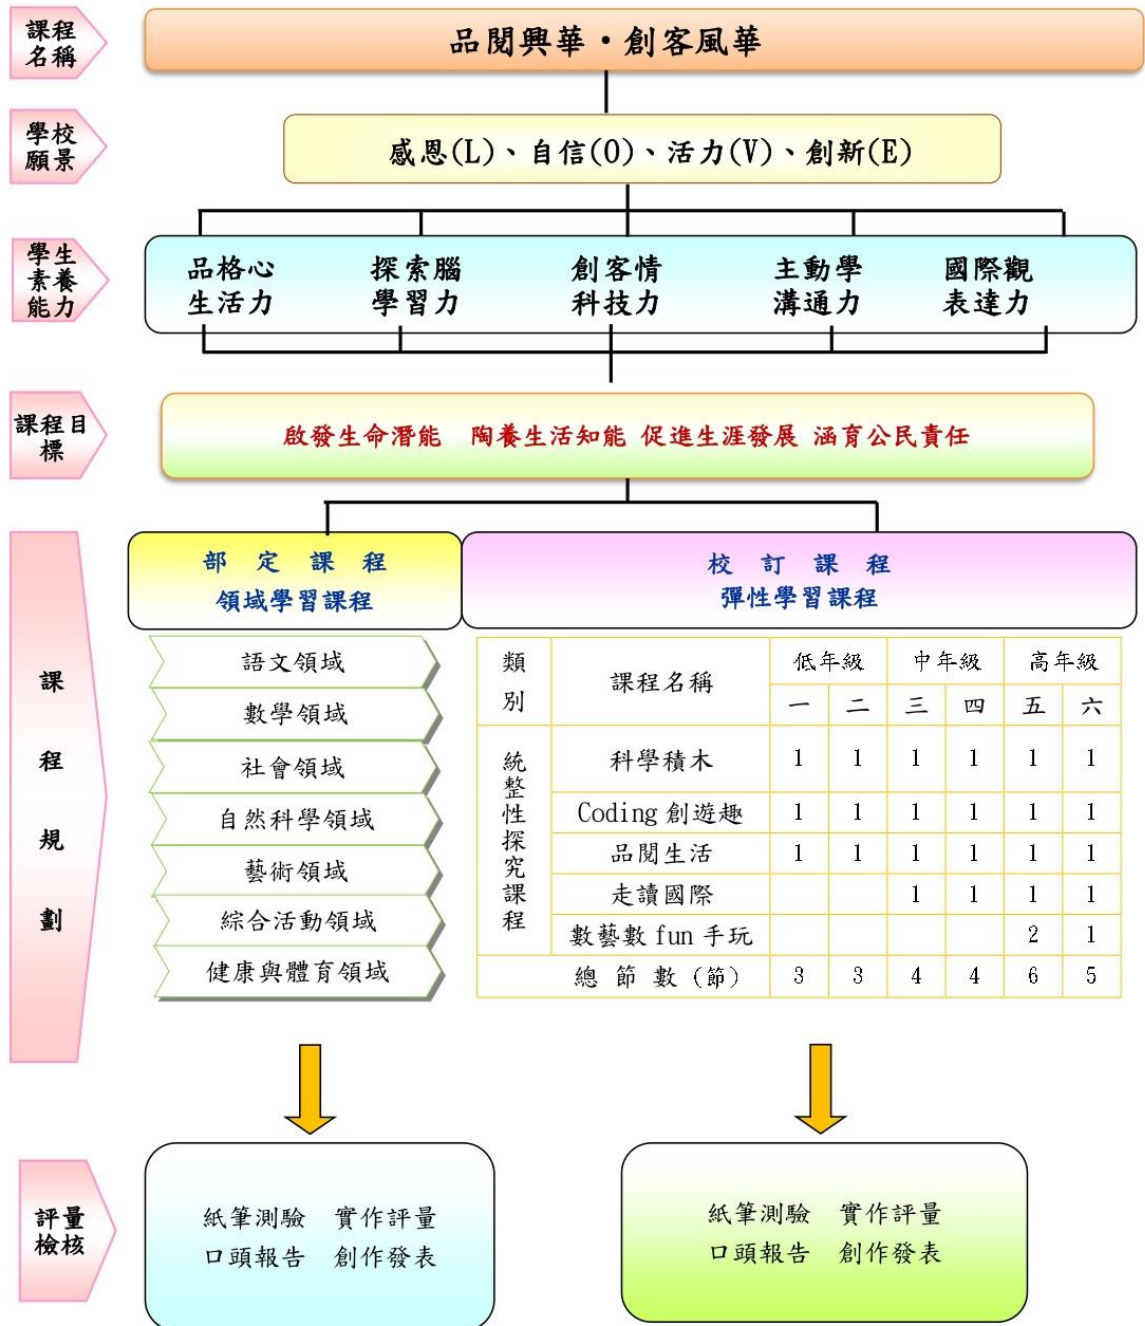 課程
名稱
品閱興華・創客風華
學校
願景
感恩(L)、自信(O)、活力(V)、創新(E)
學生
素養
能力
品格心 探索腦 創客情 主動學 國際觀
生活力 學習力 科技力 溝通力 表達力
課程目
標
啟發生命潛能 陶養生活知能 促進生涯發展 涵育公民責任
課程規劃
部定課程
領域學習課程
語文領域
數學領域
社會領域
自然科學領域
藝術領域
綜合活動領域
健康與體育領域
校訂課程
彈性學習課程
類別 課程名稱 低年級 中年級 高年級
一 二 三 四 五 六
統整性探究課程
科學積木 1 1 1 1 1 1
Coding 創遊趣 1 1 1 1 1 1
品閱生活 1 1 1 1 1 1
走讀國際 1 1 1 1
數藝數 fun 手玩 2 1
總節數(節) 3 3 4 4 6 5
評量
檢核
紙筆測驗 實作評量
口頭報告 創作發表
紙筆測驗 實作評量
口頭報告 創作發表